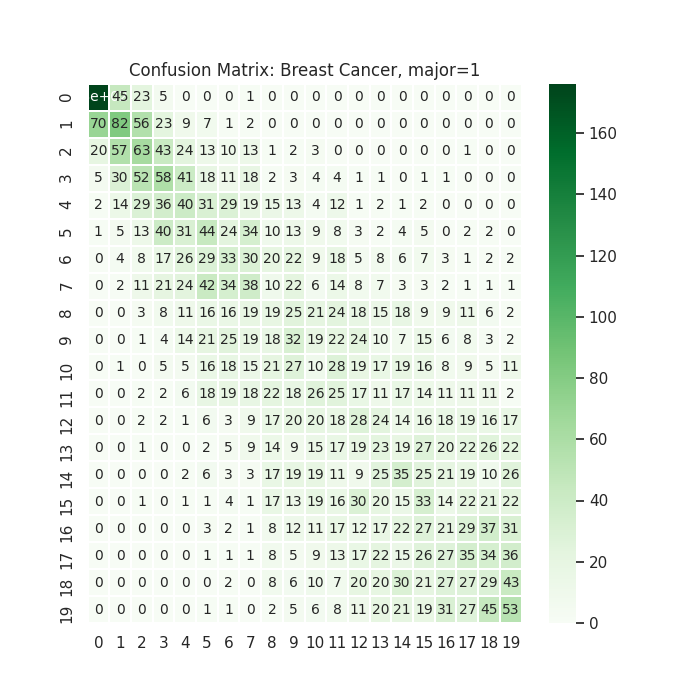 Confusion Matrix: Breast Cancer, major=1
0 e+ 45 23 5 0 0 0 1 0 0 0 0 0 0 0 0 0 0 0 0
1 70 82 56 23 9 7 1 2 0 0 0 0 0 0 0 0 0 0 0 0
2 20 57 63 43 24 13 10 13 1 2 3 0 0 0 0 0 0 1 0 0
3 5 30 52 58 41 18 11 18 2 3 4 4 1 1 0 1 1 0 0 0
4 2 14 29 36 40 31 29 19 15 13 4 12 1 2 1 2 0 0 0 0
5 1 5 13 40 31 44 24 34 10 13 9 8 3 2 4 5 0 2 2 0
6 0 4 8 17 26 29 33 30 20 22 9 18 5 8 6 7 3 1 2 2
7 0 2 11 21 24 42 34 38 10 22 6 14 8 7 3 3 2 1 1 1
8 0 0 3 8 11 16 16 19 19 25 21 24 18 15 18 9 9 11 6 2
9 0 0 1 4 14 21 25 19 18 32 19 22 24 10 7 15 6 8 3 2
10 0 1 0 5 5 16 18 15 21 27 10 28 19 17 19 16 8 9 5 11
11 0 0 2 2 6 18 19 18 22 18 26 25 17 11 17 14 11 11 11 2
12 0 0 2 2 1 6 3 9 17 20 20 18 28 24 14 16 18 19 16 17
13 0 0 1 0 0 2 5 9 14 9 15 17 19 23 19 27 20 22 26 22
14 0 0 0 0 2 6 3 3 17 19 19 11 9 25 35 25 21 19 10 26
15 0 0 1 0 1 1 4 1 17 13 19 16 30 20 15 33 14 22 21 22
16 0 0 0 0 0 3 2 1 8 12 11 17 12 17 22 27 21 29 37 31
17 0 0 0 0 0 1 1 1 8 5 9 13 17 22 15 26 27 35 34 36
18 0 0 0 0 0 0 2 0 8 6 10 7 20 20 30 21 27 27 29 43
19 0 0 0 0 0 1 1 0 2 5 6 8 11 20 21 19 31 27 45 53
0 1 2 3 4 5 6 7 8 9 10 11 12 13 14 15 16 17 18 19
160
140
120
100
80
60
40
20
0